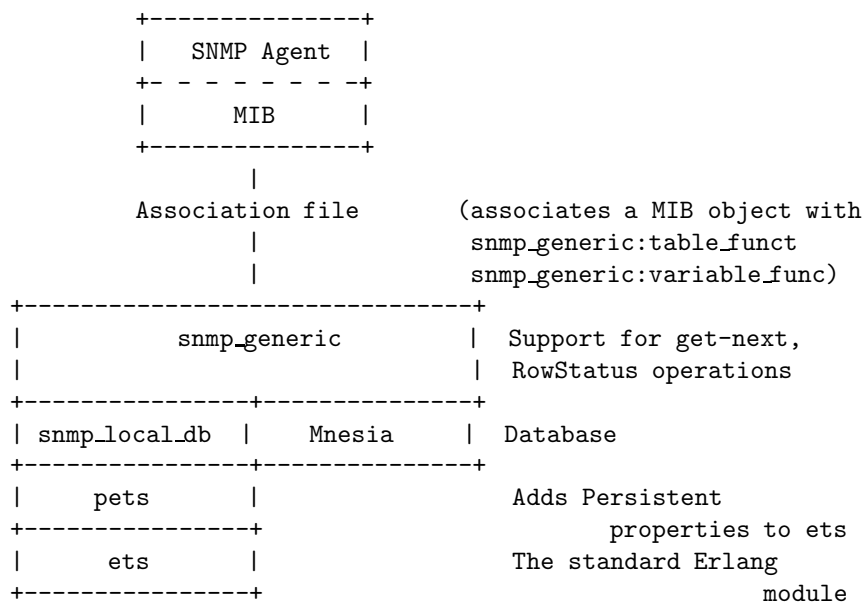 SNMP Agent
MIB
Association file (associates a MIB object with
snmp_generic:table_funct
snmp_generic:variable_func)
snmp_generic Support for get-next,
RowStatus operations
snmp_local_db Mnesia Database
pets Adds Persistent
properties to ets
ets The standard Erlang
module